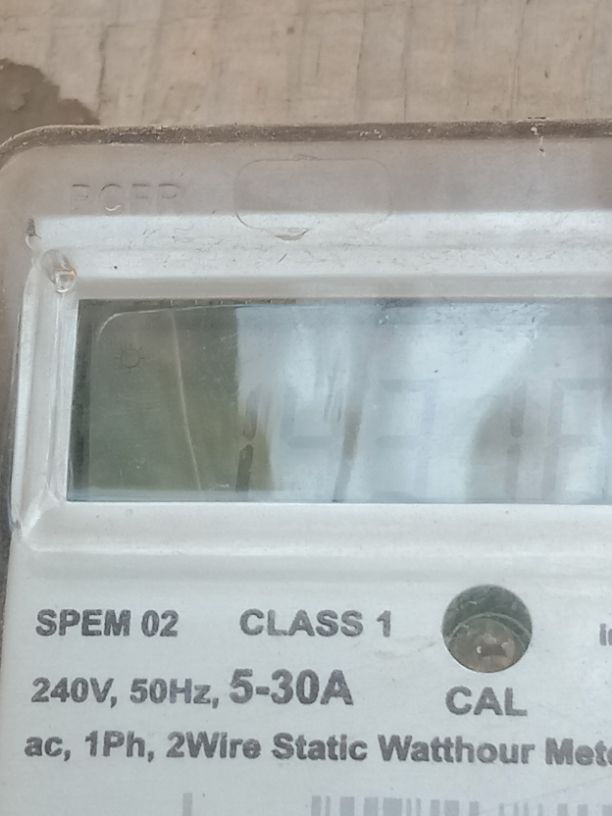 SPEM 02 CLASS 1
240V, 50Hz, 5-30A
CAL
ac, 1Ph, 2Wire Static Watthour